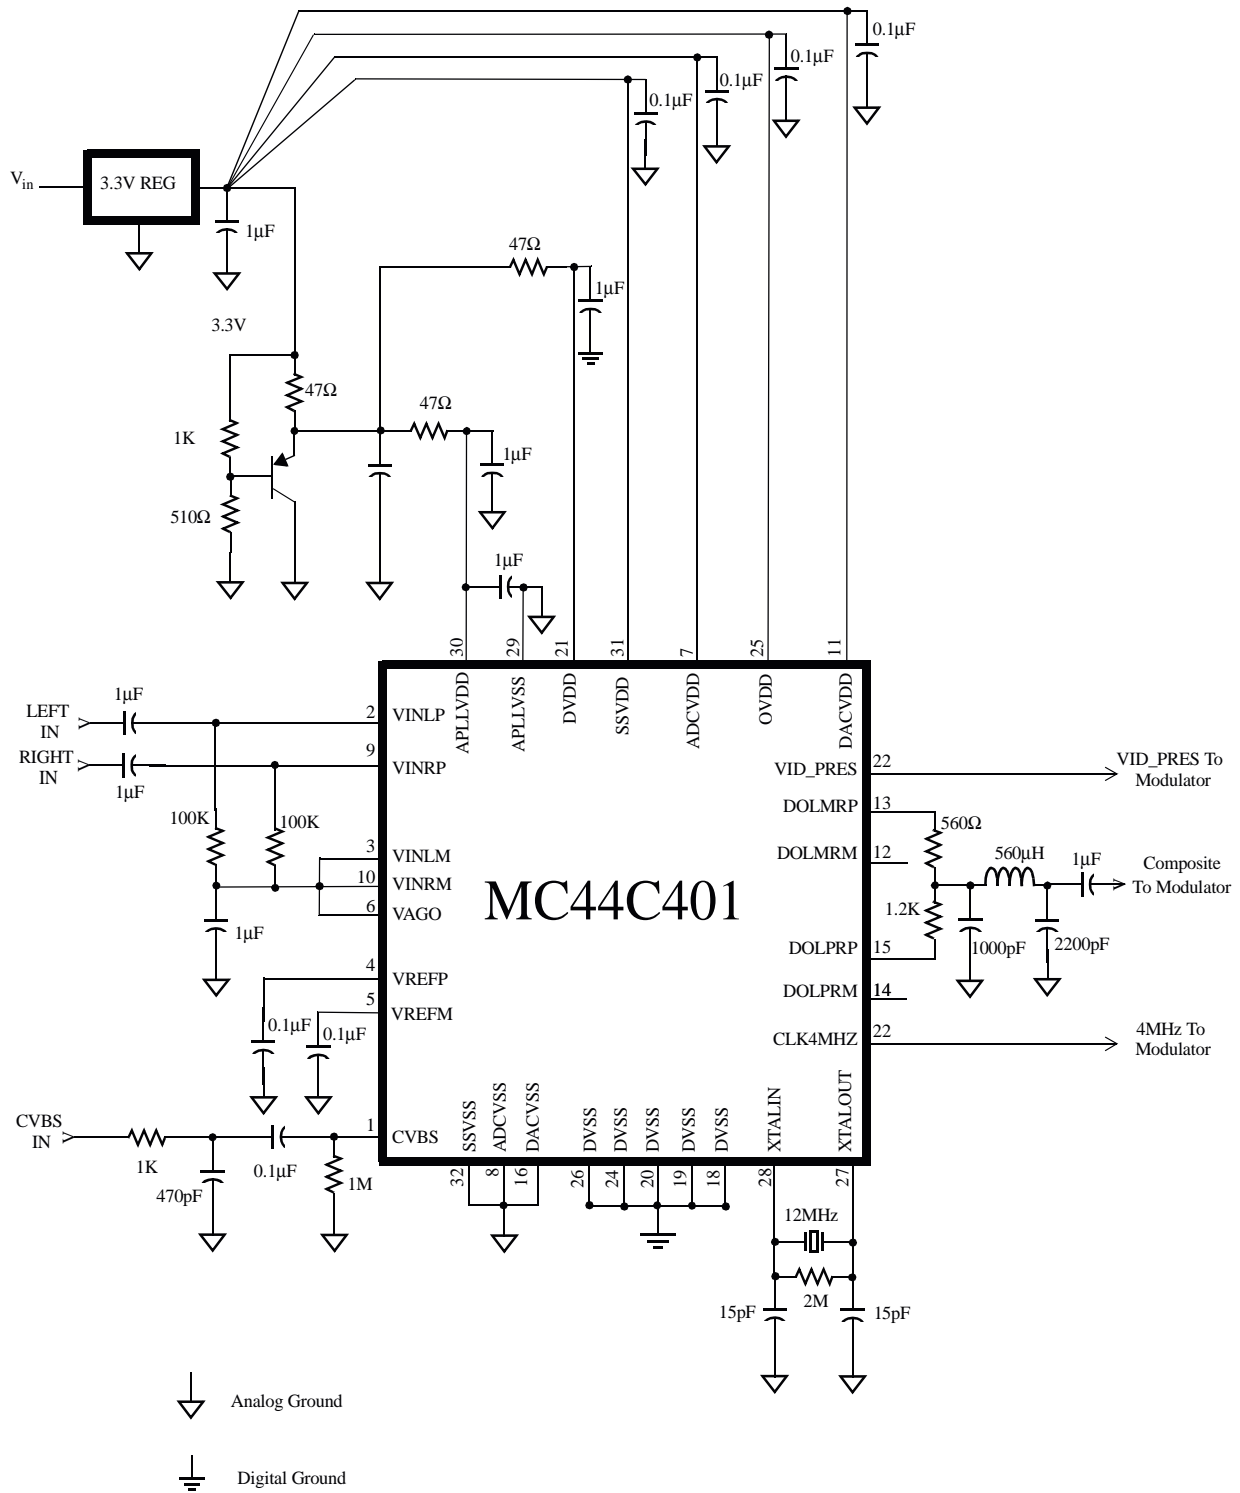 0.1µF
0.1µF
0.1µF
0.1µF
Vin
3.3V REG
1µF
47Ω
1µF
3.3V
47Ω
47Ω
1K
1µF
510Ω
1µF
30
29
21
31
7
25
11
APLLVDD
APLLVSS
DVDD
SSVDD
ADCVDD
OVDD
DACVDD
1µF
LEFT
IN
2
VINLP
RIGHT
IN
9
VINRP
1µF
VID_PRES
22
VID_PRES To
Modulator
DOLMRP
13
100K
100K
560Ω
3
VINLM
DOLMRM
12
560µH
1µF
Composite
To Modulator
10
VINRM
MC44C401
6
VAGO
1.2K
1µF
DOLPRP
15
1000pF
2200pF
4
VREFP
DOLPRM
14
5
VREFM
0.1µF
0.1µF
CLK4MHZ
22
4MHz To
Modulator
CVBS
IN
1
CVBS
1K
0.1µF
470pF
1M
SSVSS
ADCVSS
DACVSS
DVSS
DVSS
DVSS
DVSS
DVSS
XTALIN
XTALOUT
32
8
16
26
24
20
19
18
28
27
12MHz
2M
15pF
15pF
Analog Ground
Digital Ground